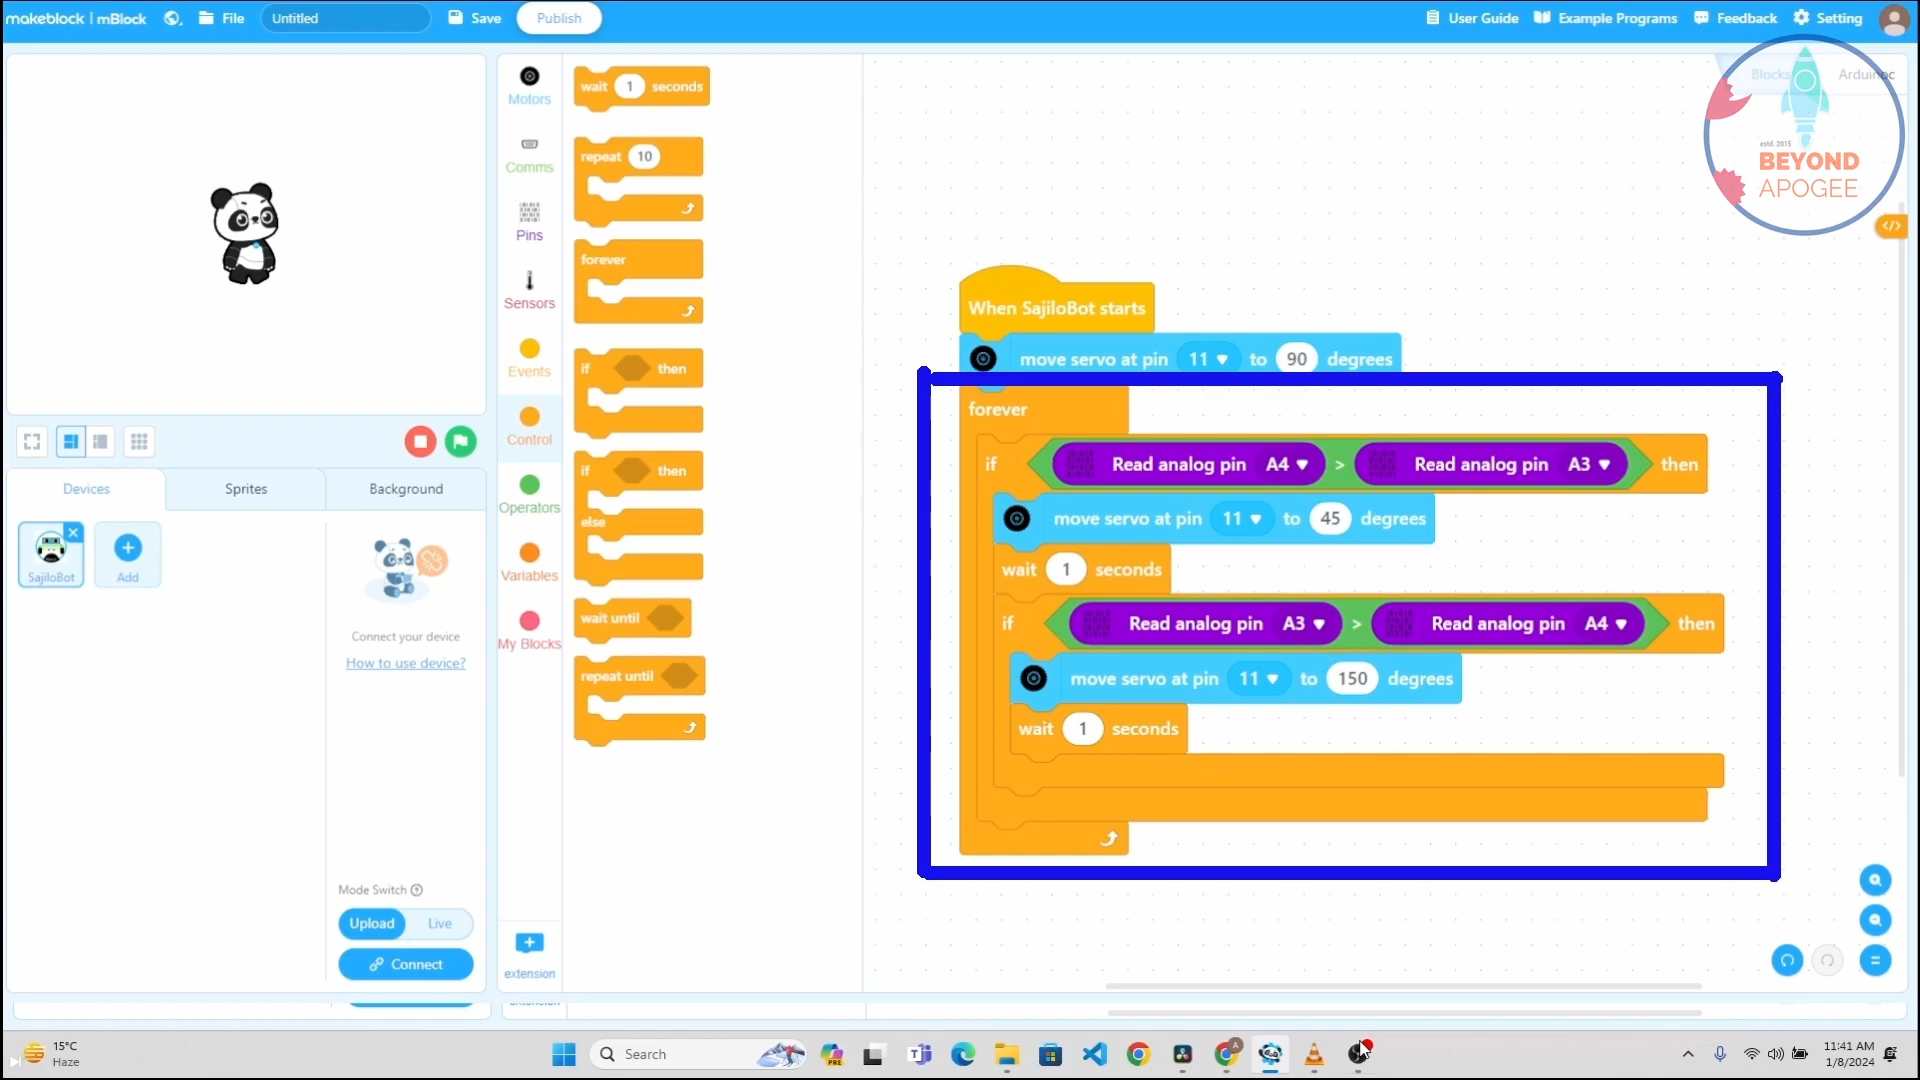 makeblock | mBlock File Untitled Save Publish User Guide Example Programs Feedback Setting
Blocks
estd. 2015
BEYOND
APOGEE
</>
Motors
Comms
Pins
Sensors
Events
Control
Operators
Variables
My Blocks
extension
wait 1 seconds
repeat 10
forever
if then
if then
else
wait until
repeat until
When SajiloBot starts
move servo at pin 11 to 90 degrees
forever
if Read analog pin A4 > Read analog pin A3 then
move servo at pin 11 to 45 degrees
wait 1 seconds
if Read analog pin A3 > Read analog pin A4 then
move servo at pin 11 to 150 degrees
wait 1 seconds
Devices Sprites Background
SajiloBot Add
Connect your device
How to use device?
Mode Switch
Upload Live
Connect
15°C
Haze
Search
PRE
11:41 AM
1/8/2024